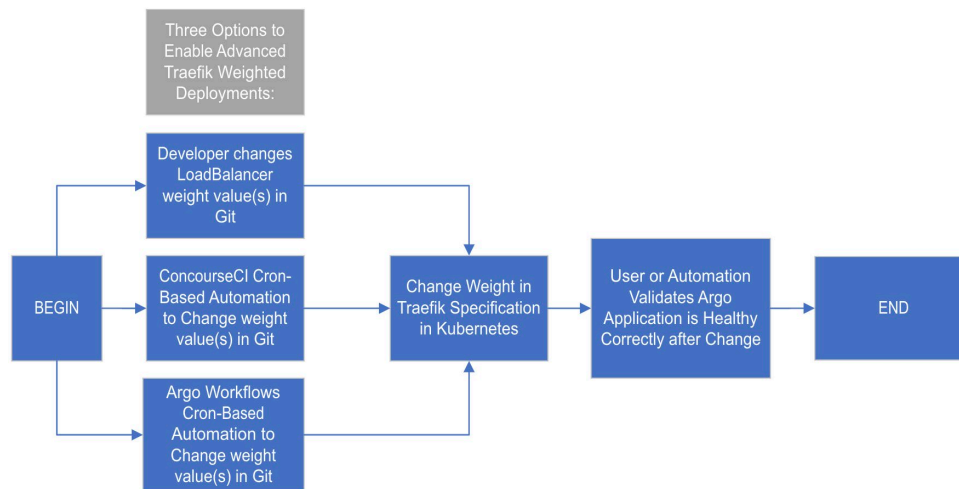 Three Options to
Enable Advanced
Traefik Weighted
Deployments:
Developer changes
LoadBalancer
weight value(s) in
Git
BEGIN
ConcourseCI Cron-
Based Automation
to Change weight
value(s) in Git
Argo Workflows
Cron-Based
Automation to
Change weight
value(s) in Git
Change Weight in
Traefik Specification
in Kubernetes
User or Automation
Validates Argo
Application is Healthy
Correctly after Change
END